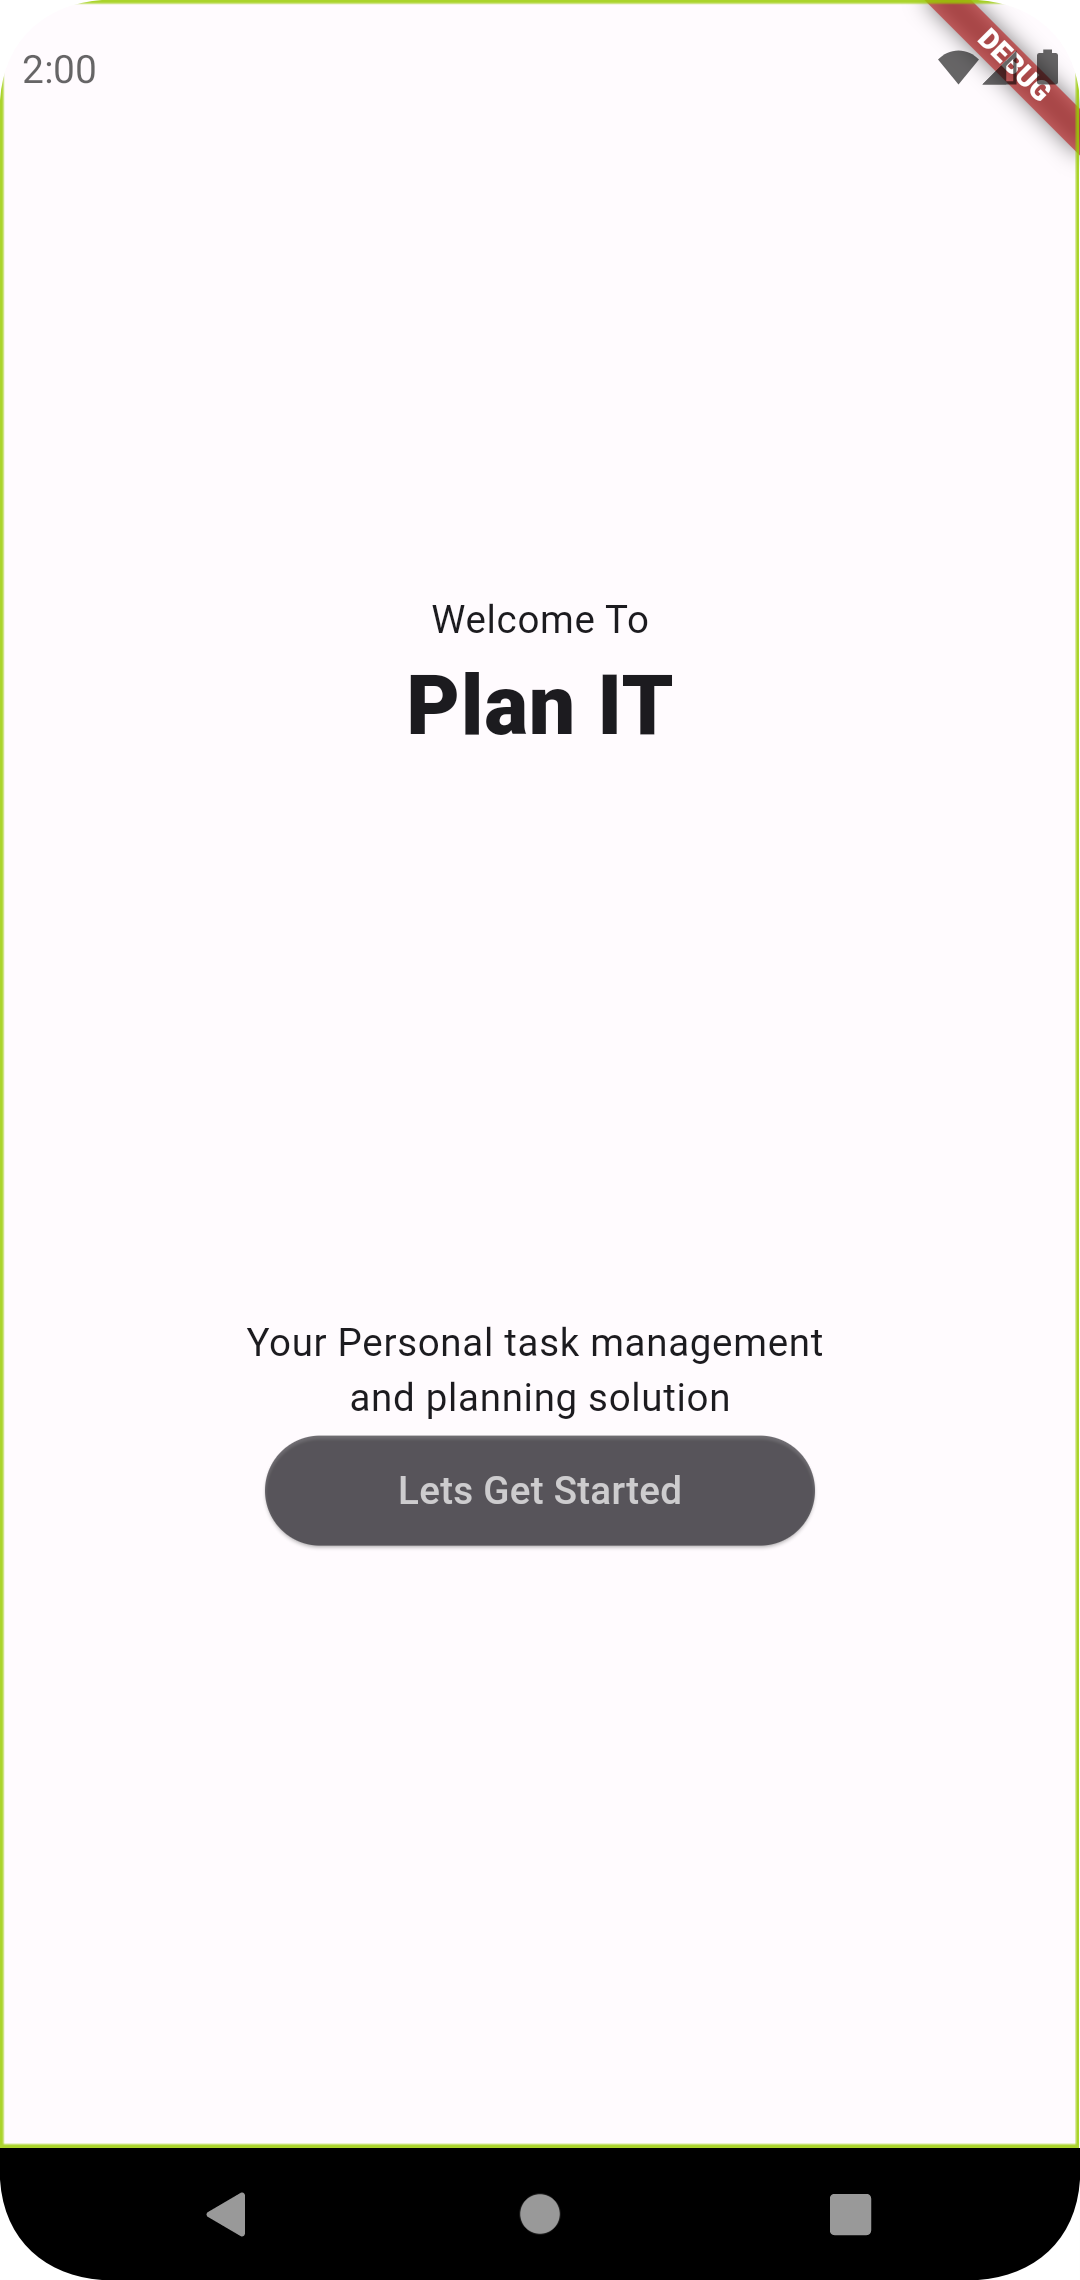 2:00
DEBUG
Welcome To
Plan IT
Your Personal task management
and planning solution
Lets Get Started